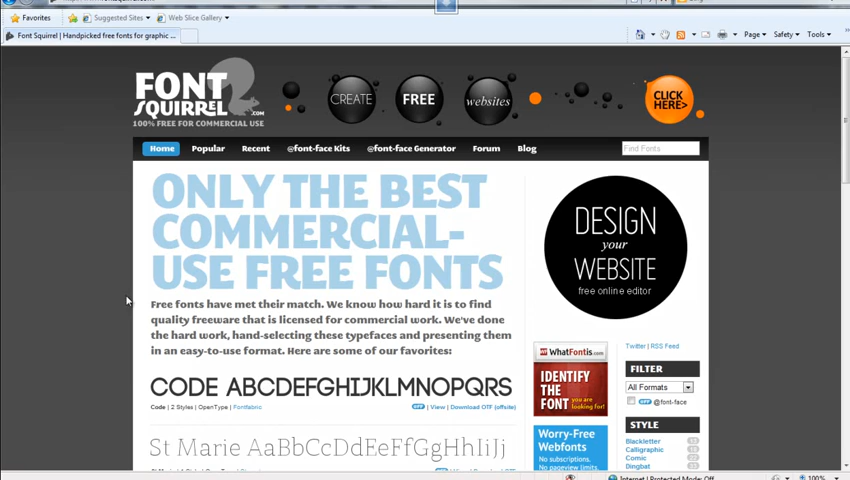 Favorites
Suggested Sites
Web Slice Gallery
Font Squirrel | Handpicked free fonts for graphic ...
Page
Safety
Tools
FONT
SQUIRREL.COM
100% FREE FOR COMMERCIAL USE
CREATE
FREE
websites
CLICK
HERE>
Home
Popular
Recent
@font-face Kits
@font-face Generator
Forum
Blog
Find Fonts
ONLY THE BEST
COMMERCIAL-
USE FREE FONTS
Free fonts have met their match. We know how hard it is to find
quality freeware that is licensed for commercial work. We've done
the hard work, hand-selecting these typefaces and presenting them
in an easy-to-use format. Here are some of our favorites:
CODE ABCDEFGHIJKLMNOPQRS
Code | 2 Styles | OpenType | Fontfabric
View | Download OTF (offsite)
St Marie AaBbCcDdEeFfGgHhIiJj
DESIGN
your
WEBSITE
free online editor
WhatFontis.com
IDENTIFY
THE
FONT
you are
looking for!
Worry-Free
Webfonts
No subscriptions.
No pageview limits.
Twitter | RSS Feed
FILTER
All Formats
@font-face
STYLE
Blackletter
Calligraphic
Comic
Dingbat
Internet | Protected Mode: Off
100%